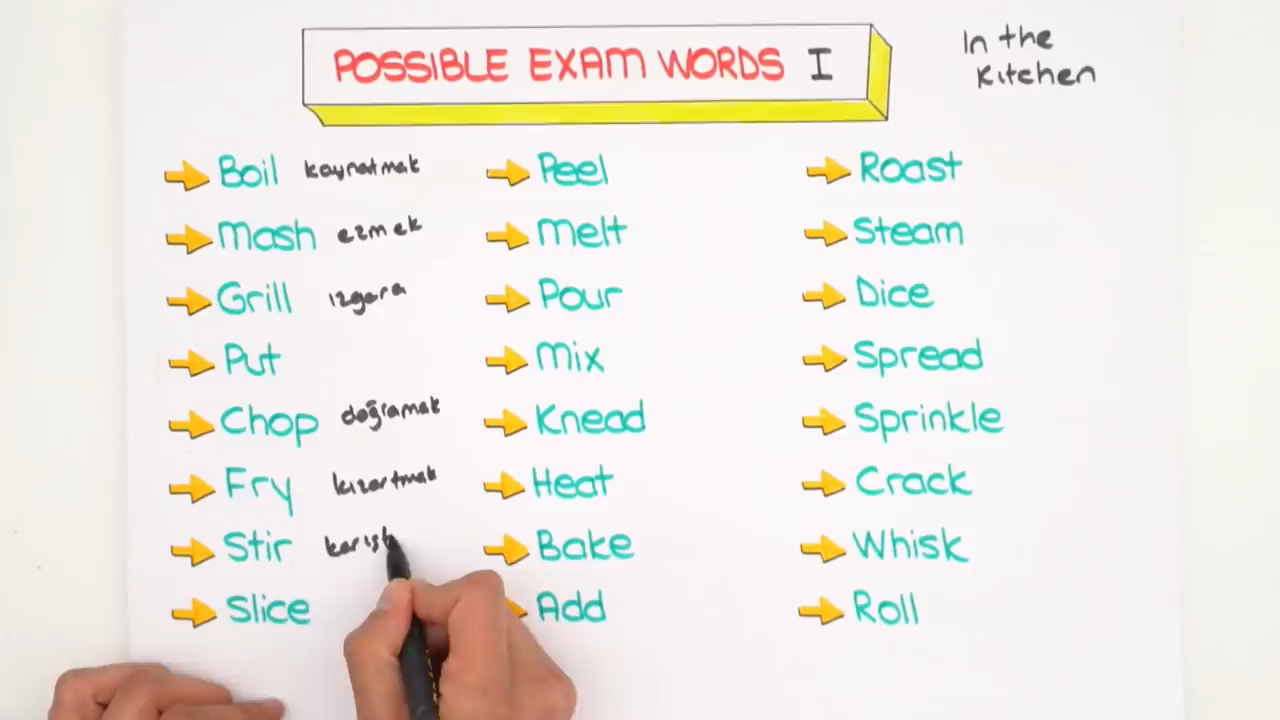 POSSIBLE EXAM WORDS I
In the
Kitchen
Boil kaynatmak
Mash ezmek
Grill ızgara
Put
Chop doğramak
Fry kızartmak
Stir
Slice
Peel
Melt
Pour
Mix
Knead
Heat
Bake
Add
Roast
Steam
Dice
Spread
Sprinkle
Crack
Whisk
Roll